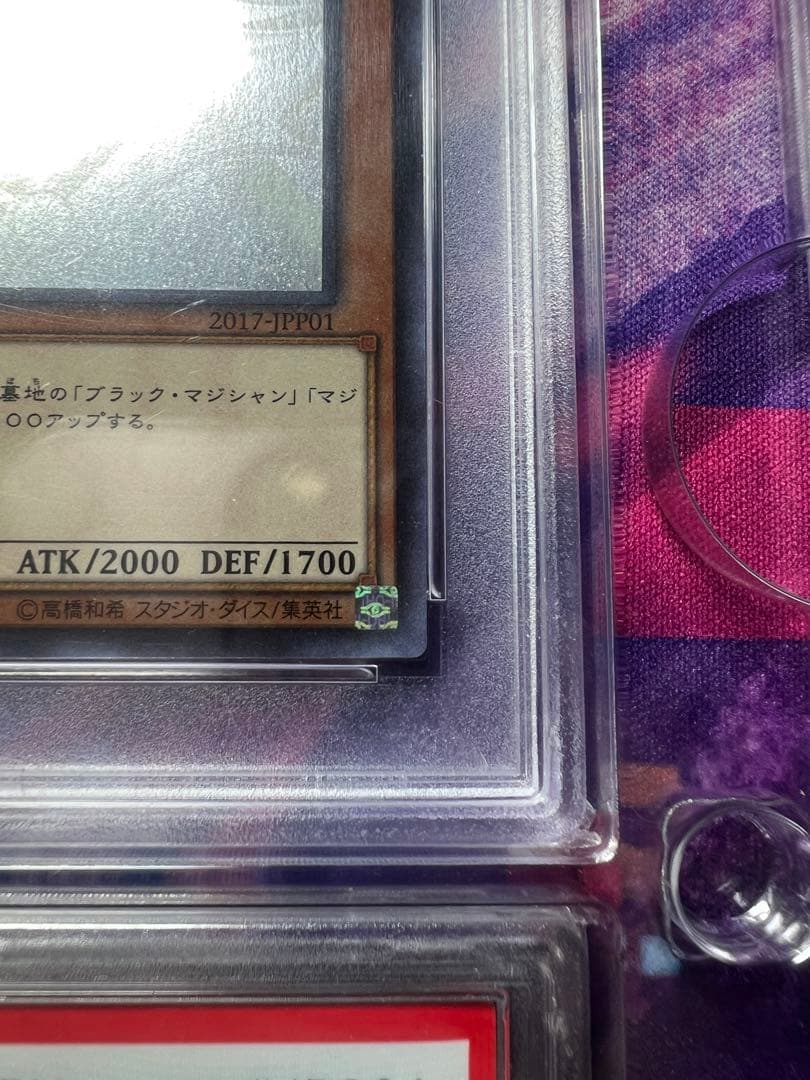 2017-JPP01
墓地の「ブラック・マジシャン」「マジ
００アップする。
ATK/2000 DEF/1700
©高橋和希 スタジオ・ダイス/集英社